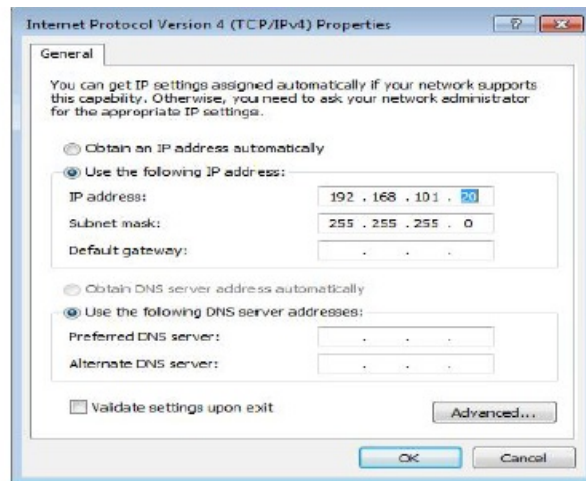 Internet Protocol Version 4 (TCP/IPv4) Properties
General
You can get IP settings assigned automatically if your network supports
this capability. Otherwise, you need to ask your network administrator
for the appropriate IP settings.
Obtain an IP address automatically
Use the following IP address:
IP address: 192 . 168 . 101 . 20
Subnet mask: 255 . 255 . 255 . 0
Default gateway: . . .
Obtain DNS server address automatically
Use the following DNS server addresses:
Preferred DNS server: . . .
Alternate DNS server: . . .
Validate settings upon exit
Advanced...
OK Cancel